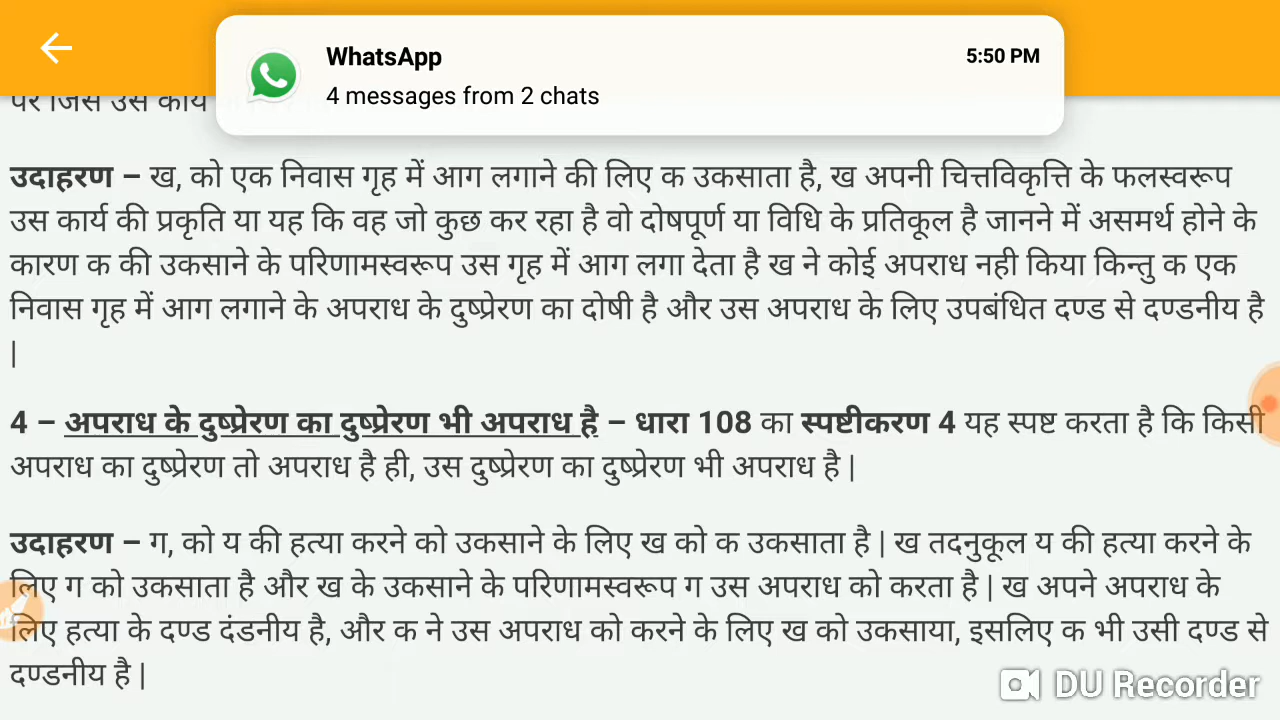 WhatsApp
5:50 PM
4 messages from 2 chats
पर जिसे उस कार्य
उदाहरण – ख, को एक निवास गृह में आग लगाने की लिए क उकसाता है, ख अपनी चित्तविकृत्ति के फलस्वरूप
उस कार्य की प्रकृति या यह कि वह जो कुछ कर रहा है वो दोषपूर्ण या विधि के प्रतिकूल है जानने में असमर्थ होने के
कारण क की उकसाने के परिणामस्वरूप उस गृह में आग लगा देता है ख ने कोई अपराध नही किया किन्तु क एक
निवास गृह में आग लगाने के अपराध के दुष्प्रेरण का दोषी है और उस अपराध के लिए उपबंधित दण्ड से दण्डनीय है
|
4 – अपराध के दुष्प्रेरण का दुष्प्रेरण भी अपराध है – धारा 108 का स्पष्टीकरण 4 यह स्पष्ट करता है कि किसी
अपराध का दुष्प्रेरण तो अपराध है ही, उस दुष्प्रेरण का दुष्प्रेरण भी अपराध है |
उदाहरण – ग, को य की हत्या करने को उकसाने के लिए ख को क उकसाता है | ख तदनुकूल य की हत्या करने के
लिए ग को उकसाता है और ख के उकसाने के परिणामस्वरूप ग उस अपराध को करता है | ख अपने अपराध के
लिए हत्या के दण्ड दंडनीय है, और क ने उस अपराध को करने के लिए ख को उकसाया, इसलिए क भी उसी दण्ड से
दण्डनीय है |
DU Recorder